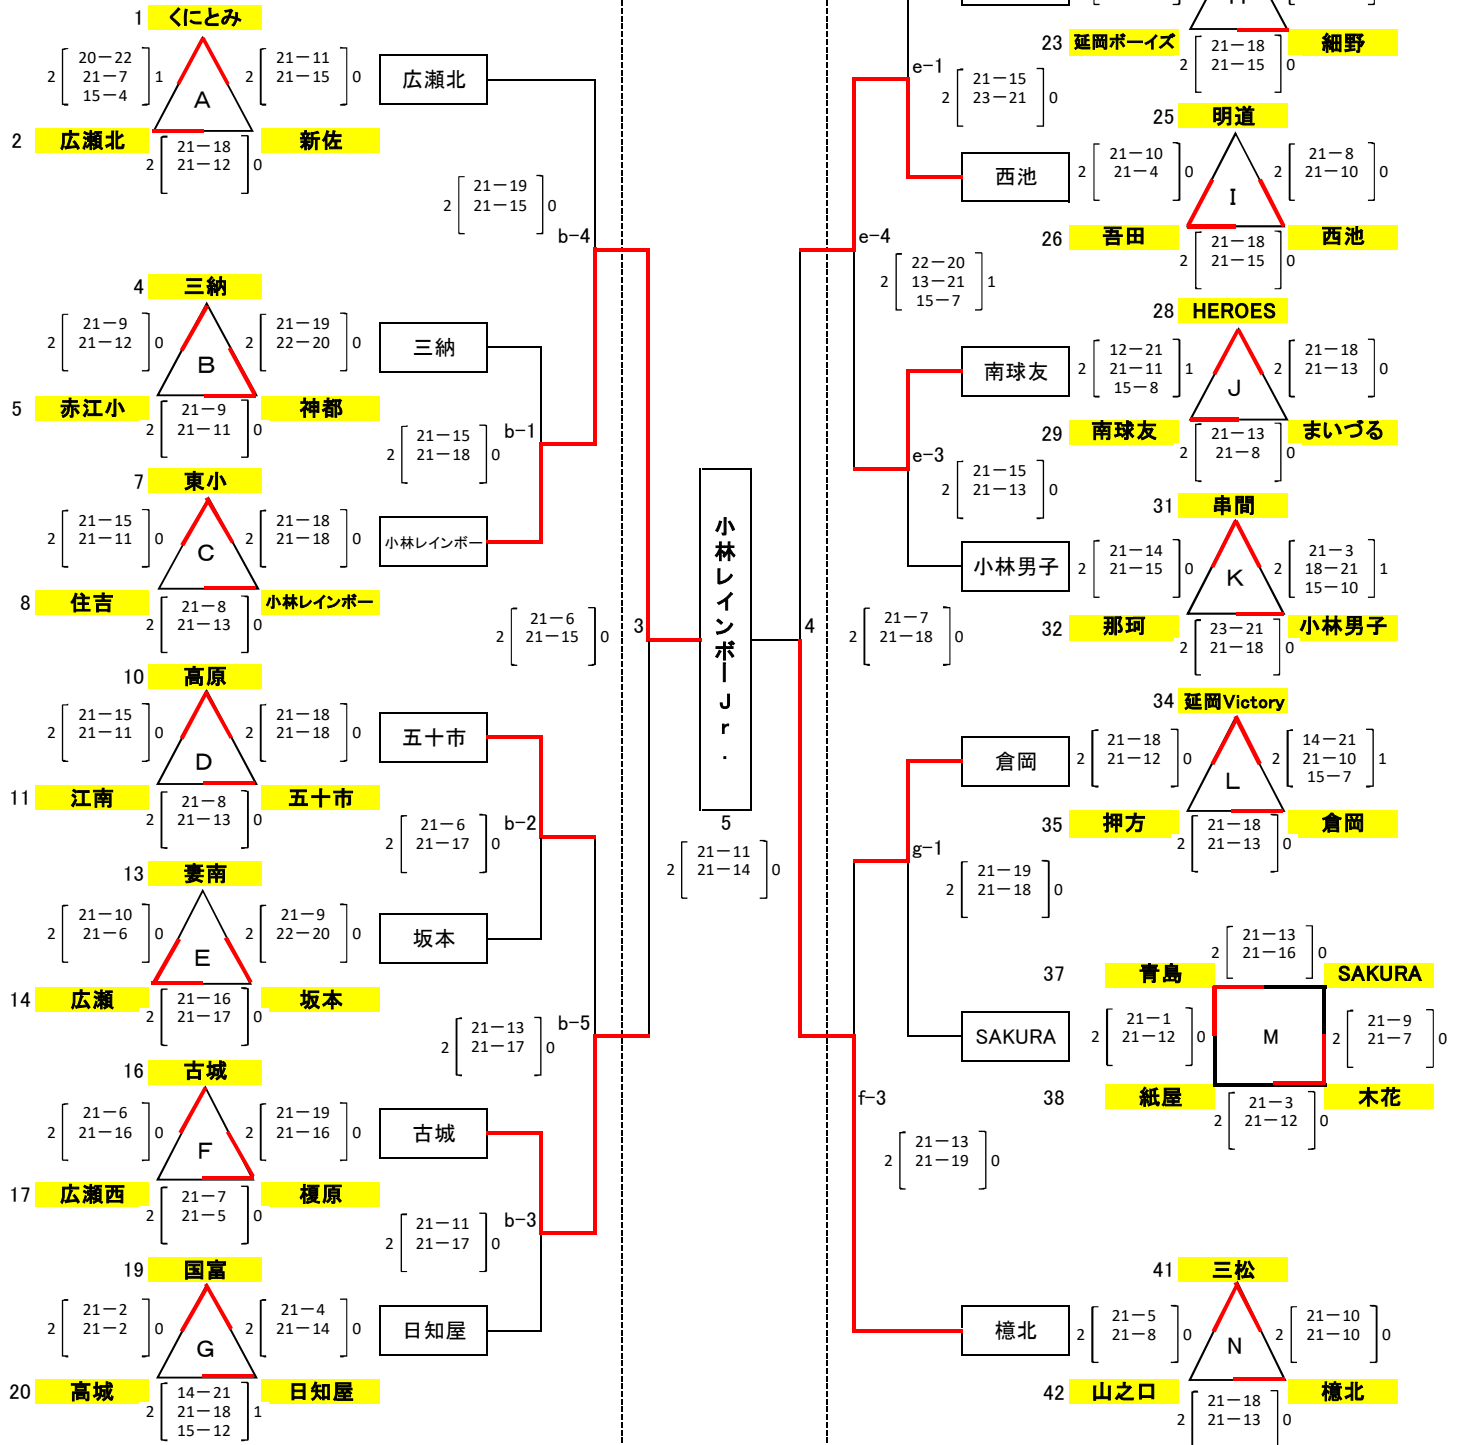 1 くにとみ
2 [ 20－22 21－7 15－4 ] 1
A
2 [ 21－11 21－15 ] 0
広瀬北
2 広瀬北
新佐
2 [ 21－18 21－12 ] 0
2 [ 21－19 21－15 ] 0
b-4
4 三納
2 [ 21－9 21－12 ] 0
B
2 [ 21－19 22－20 ] 0
三納
5 赤江小
神都
2 [ 21－9 21－11 ] 0
2 [ 21－15 21－18 ] 0
b-1
7 東小
2 [ 21－15 21－11 ] 0
C
2 [ 21－18 21－18 ] 0
小林レインボー
8 住吉
小林レインボー
2 [ 21－8 21－13 ] 0
2 [ 21－6 21－15 ] 0
3
10 高原
2 [ 21－15 21－11 ] 0
D
2 [ 21－18 21－18 ] 0
五十市
11 江南
五十市
2 [ 21－8 21－13 ] 0
2 [ 21－6 21－17 ] 0
b-2
13 妻南
2 [ 21－10 21－6 ] 0
E
2 [ 21－9 22－20 ] 0
坂本
14 広瀬
坂本
2 [ 21－16 21－17 ] 0
2 [ 21－13 21－17 ] 0
b-5
16 古城
2 [ 21－6 21－16 ] 0
F
2 [ 21－19 21－16 ] 0
古城
17 広瀬西
榎原
2 [ 21－7 21－5 ] 0
2 [ 21－11 21－17 ] 0
b-3
19 国富
2 [ 21－2 21－2 ] 0
G
2 [ 21－4 21－14 ] 0
日知屋
20 高城
日知屋
2 [ 14－21 21－18 15－12 ] 1
小林レインボーJr.
5
2 [ 21－11 21－14 ] 0
23 延岡ボーイズ
細野
2 [ 21－18 21－15 ] 0
e-1
2 [ 21－15 23－21 ] 0
25 明道
西池
2 [ 21－10 21－4 ] 0
I
2 [ 21－8 21－10 ] 0
26 吾田
西池
2 [ 21－18 21－15 ] 0
e-4
2 [ 22－20 13－21 15－7 ] 1
28 HEROES
南球友
2 [ 12－21 21－11 15－8 ] 1
J
2 [ 21－18 21－13 ] 0
29 南球友
まいづる
2 [ 21－13 21－8 ] 0
e-3
2 [ 21－15 21－13 ] 0
31 串間
小林男子
2 [ 21－14 21－15 ] 0
K
2 [ 21－3 18－21 15－10 ] 1
32 那珂
小林男子
2 [ 23－21 21－18 ] 0
4
2 [ 21－7 21－18 ] 0
34 延岡Victory
倉岡
2 [ 21－18 21－12 ] 0
L
2 [ 14－21 21－10 15－7 ] 1
35 押方
倉岡
2 [ 21－18 21－13 ] 0
g-1
2 [ 21－19 21－18 ] 0
2 [ 21－13 21－16 ] 0
37 青島
SAKURA
SAKURA
2 [ 21－1 21－12 ] 0
M
2 [ 21－9 21－7 ] 0
38 紙屋
木花
2 [ 21－3 21－12 ] 0
f-3
2 [ 21－13 21－19 ] 0
41 三松
檍北
2 [ 21－5 21－8 ] 0
N
2 [ 21－10 21－10 ] 0
42 山之口
檍北
2 [ 21－18 21－13 ] 0